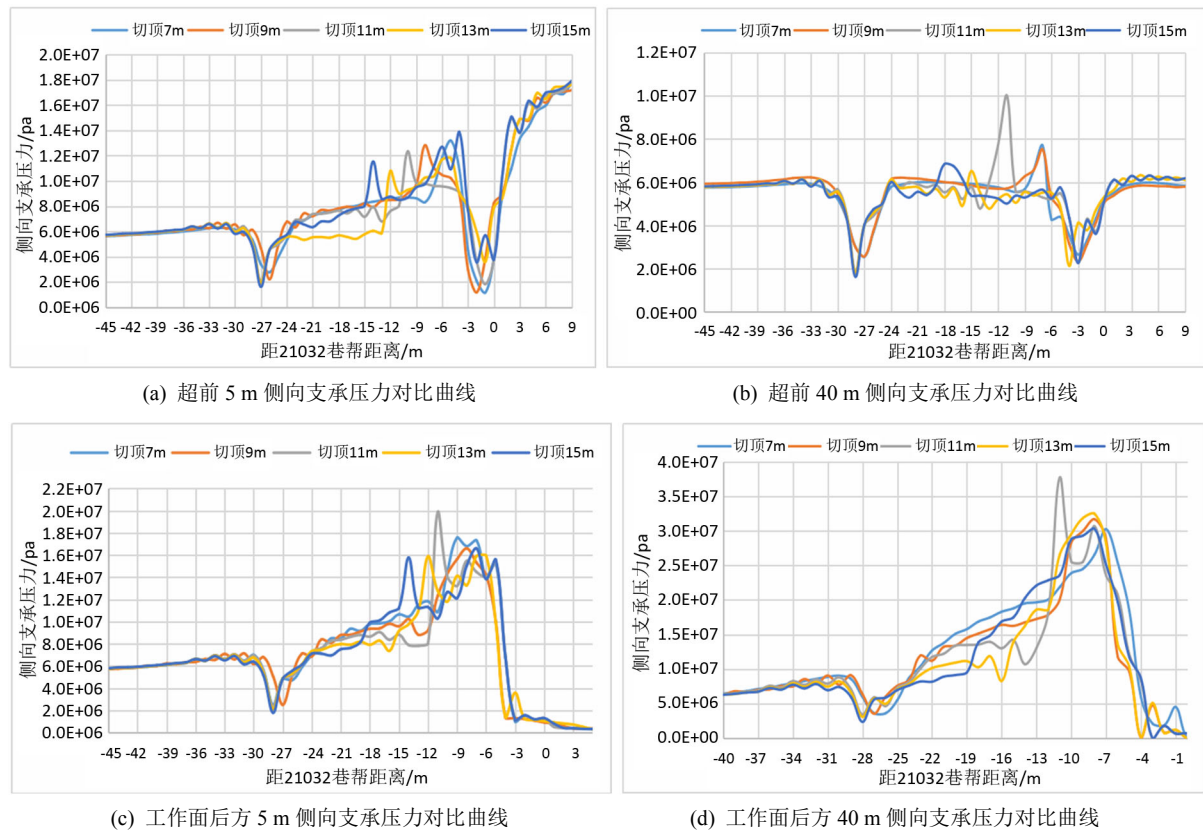 切顶7m 切顶9m 切顶11m 切顶13m 切顶15m
2.0E+07
1.8E+07
1.6E+07
1.4E+07
1.2E+07
1.0E+07
8.0E+06
6.0E+06
4.0E+06
2.0E+06
0.0E+06
侧向支承压力/pa
-45 -42 -39 -36 -33 -30 -27 -24 -21 -18 -15 -12 -9 -6 -3 0 3 6 9
距21032巷帮距离/m
(a) 超前 5 m 侧向支承压力对比曲线
切顶7m 切顶9m 切顶11m 切顶13m 切顶15m
1.2E+07
1.0E+07
8.0E+06
6.0E+06
4.0E+06
2.0E+06
0.0E+00
侧向支承压力/pa
-45 -42 -39 -36 -33 -30 -27 -24 -21 -18 -15 -12 -9 -6 -3 0 3 6 9
距21032巷帮距离/m
(b) 超前 40 m 侧向支承压力对比曲线
切顶7m 切顶9m 切顶11m 切顶13m 切顶15m
2.2E+07
2.0E+07
1.8E+07
1.6E+07
1.4E+07
1.2E+07
1.0E+07
8.0E+06
6.0E+06
4.0E+06
2.0E+06
0.0E+06
侧向支承压力/pa
-45 -42 -39 -36 -33 -30 -27 -24 -21 -18 -15 -12 -9 -6 -3 0 3
距21032巷帮距离/m
(c) 工作面后方 5 m 侧向支承压力对比曲线
切顶7m 切顶9m 切顶11m 切顶13m 切顶15m
4.0E+07
3.5E+07
3.0E+07
2.5E+07
2.0E+07
1.5E+07
1.0E+07
5.0E+06
0.0E+00
侧向支承压力/pa
-40 -37 -34 -31 -28 -25 -22 -19 -16 -13 -10 -7 -4 -1
距21032巷帮距离/m
(d) 工作面后方 40 m 侧向支承压力对比曲线